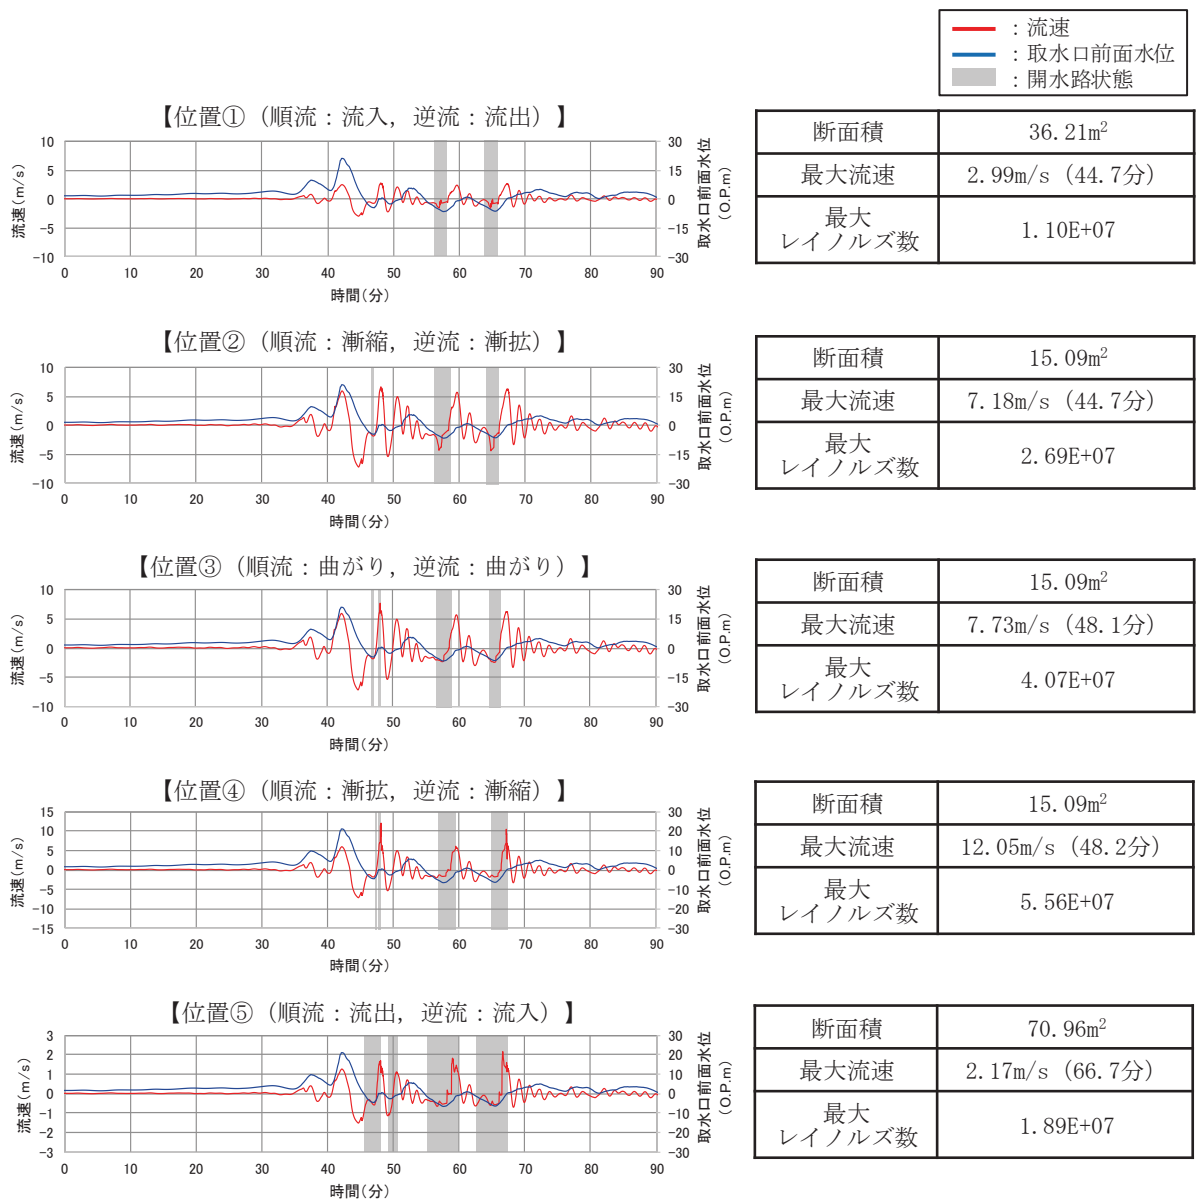 ：流速
：取水口前面水位
：開水路状態
【位置①（順流：流入，逆流：流出）】
10
5
0
−5
−10
流速(m/s)
30
15
0
−15
−30
取水口前面水位
(O.P.m)
0 10 20 30 40 50 60 70 80 90
時間(分)
断面積 36.21m²
最大流速 2.99m/s（44.7分）
最大
レイノルズ数 1.10E+07
【位置②（順流：漸縮，逆流：漸拡）】
10
5
0
−5
−10
流速(m/s)
30
15
0
−15
−30
取水口前面水位
(O.P.m)
0 10 20 30 40 50 60 70 80 90
時間(分)
断面積 15.09m²
最大流速 7.18m/s（44.7分）
最大
レイノルズ数 2.69E+07
【位置③（順流：曲がり，逆流：曲がり）】
10
5
0
−5
−10
流速(m/s)
30
15
0
−15
−30
取水口前面水位
(O.P.m)
0 10 20 30 40 50 60 70 80 90
時間(分)
断面積 15.09m²
最大流速 7.73m/s（48.1分）
最大
レイノルズ数 4.07E+07
【位置④（順流：漸拡，逆流：漸縮）】
15
10
5
0
−5
−10
−15
流速(m/s)
30
20
10
0
−10
−20
−30
取水口前面水位
(O.P.m)
0 10 20 30 40 50 60 70 80 90
時間(分)
断面積 15.09m²
最大流速 12.05m/s（48.2分）
最大
レイノルズ数 5.56E+07
【位置⑤（順流：流出，逆流：流入）】
3
2
1
0
−1
−2
−3
流速(m/s)
30
20
10
0
−10
−20
−30
取水口前面水位
(O.P.m)
0 10 20 30 40 50 60 70 80 90
時間(分)
断面積 70.96m²
最大流速 2.17m/s（66.7分）
最大
レイノルズ数 1.89E+07